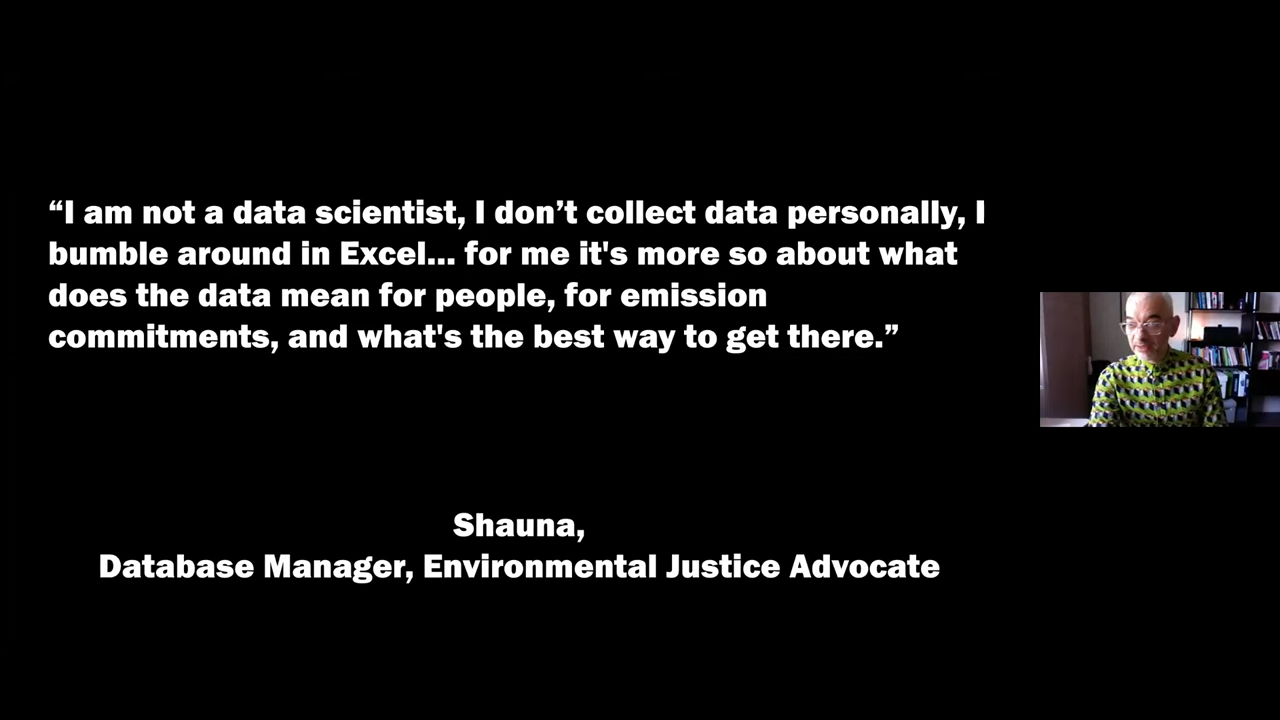 “I am not a data scientist, I don’t collect data personally, I
bumble around in Excel... for me it's more so about what
does the data mean for people, for emission
commitments, and what's the best way to get there.”
Shauna,
Database Manager, Environmental Justice Advocate